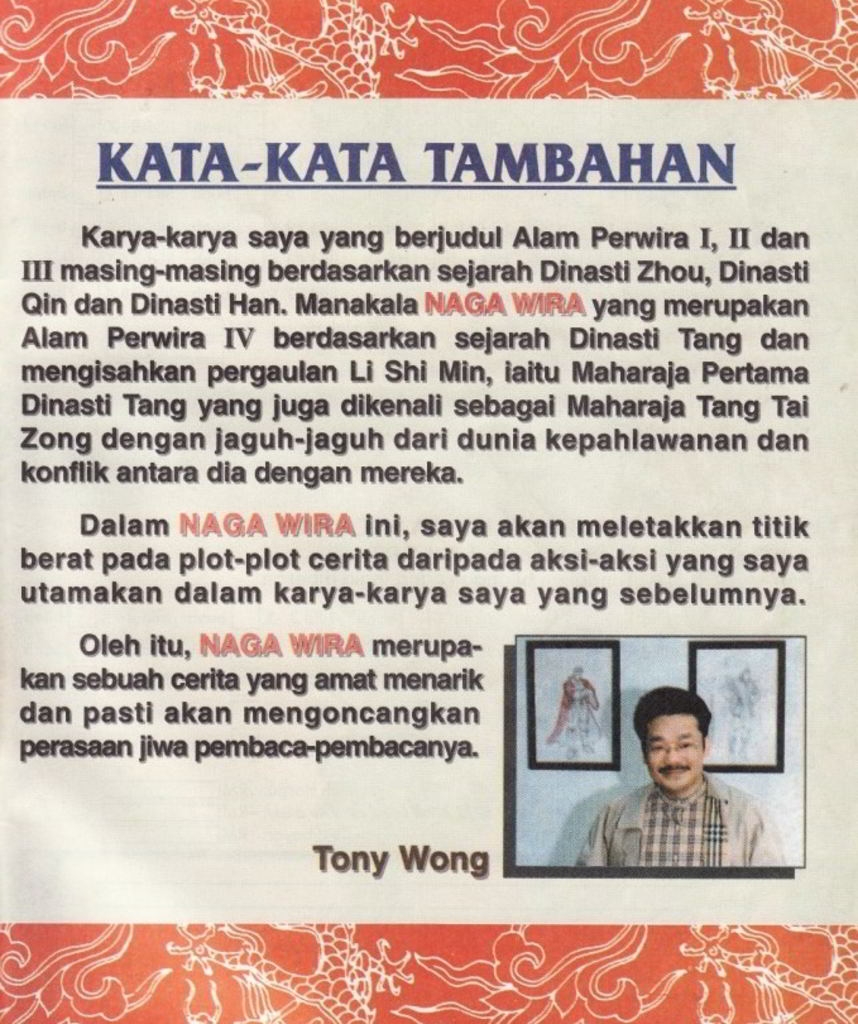 KATA-KATA TAMBAHAN
Karya-karya saya yang berjudul Alam Perwira I, II dan
III masing-masing berdasarkan sejarah Dinasti Zhou, Dinasti
Qin dan Dinasti Han. Manakala NAGA WIRA yang merupakan
Alam Perwira IV berdasarkan sejarah Dinasti Tang dan
mengisahkan pergaulan Li Shi Min, iaitu Maharaja Pertama
Dinasti Tang yang juga dikenali sebagai Maharaja Tang Tai
Zong dengan jaguh-jaguh dari dunia kepahlawanan dan
konflik antara dia dengan mereka.
Dalam NAGA WIRA ini, saya akan meletakkan titik
berat pada plot-plot cerita daripada aksi-aksi yang saya
utamakan dalam karya-karya saya yang sebelumnya.
Oleh itu, NAGA WIRA merupa-
kan sebuah cerita yang amat menarik
dan pasti akan mengoncangkan
perasaan jiwa pembaca-pembacanya.
Tony Wong